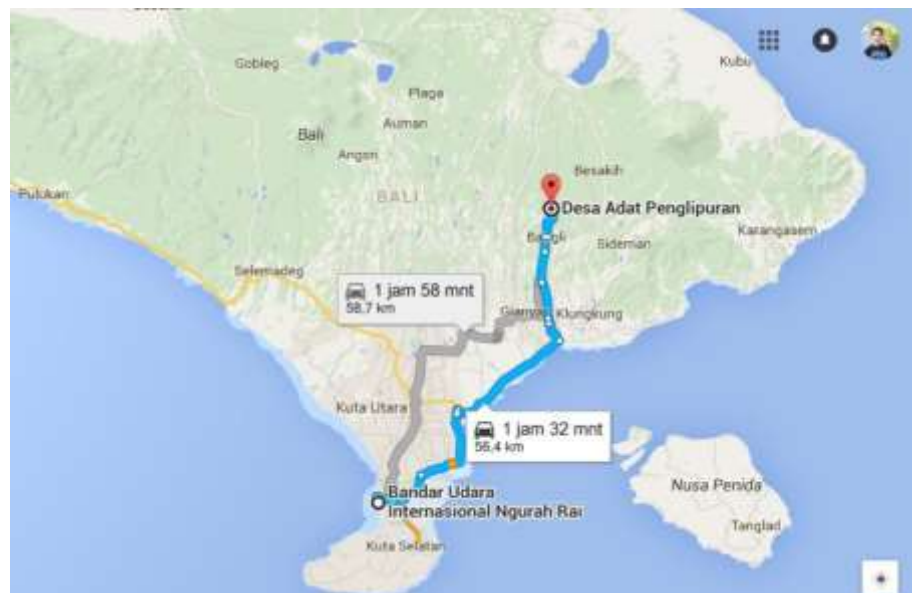 Gobleg
Kubu
Plaga
Auman
Bali
Angan
Besakih
Pulukan
BALI
Desa Adat Penglipuran
Bangli
Sideman
Karangasem
Selemadeg
1 jam 58 mnt
58,7 km
Gianyar
Klungkung
Kuta Utara
1 jam 32 mnt
56,4 km
Bandar Udara
Internasional Ngurah Rai
Nusa Penida
Tanglad
Kuta Selatan